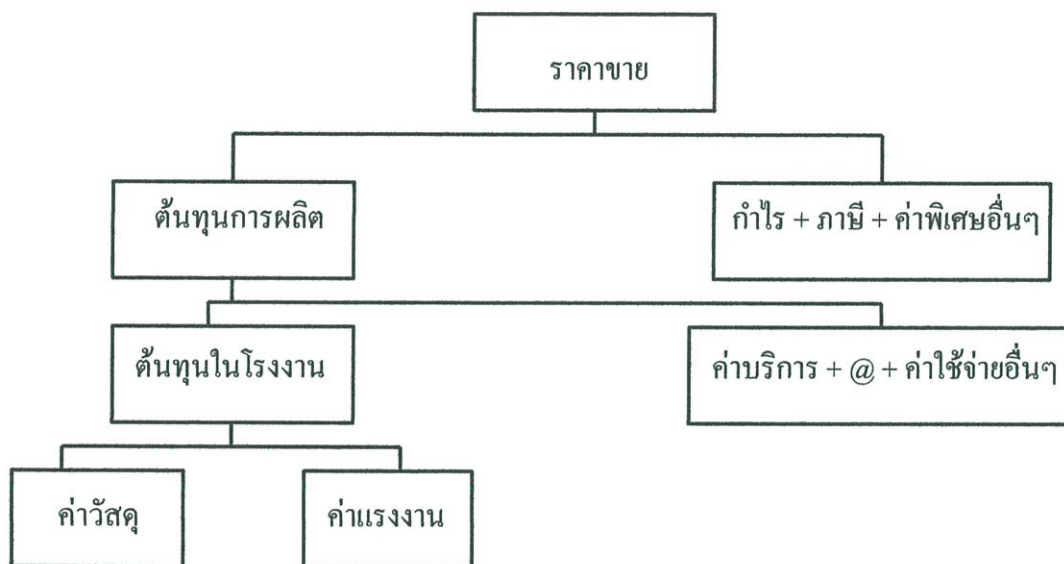 ราคาขาย
ต้นทุนการผลิต
กำไร + ภาษี + ค่าพิเศษอื่นๆ
ต้นทุนในโรงงาน
ค่าบริการ + @ + ค่าใช้จ่ายอื่นๆ
ค่าวัสดุ
ค่าแรงงาน